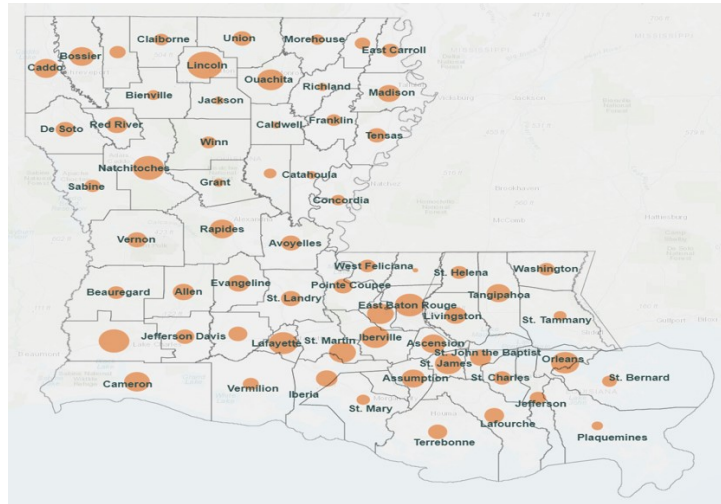 Claiborne
Union
Morehouse
Bossier
East Carroll
Caddo
Lincoln
Ouachita
Richland
Madison
Bienville
Jackson
De Soto
Red River
Caldwell
Franklin
Tensas
Winn
Natchitoches
Catahoula
Sabine
Grant
Concordia
Rapides
Vernon
Avoyelles
West Feliciana
St. Helena
Washington
Evangeline
Pointe Coupee
Beauregard
Allen
St. Landry
East Baton Rouge
Tangipahoa
Livingston
St. Tammany
Jefferson Davis
Lafayette
St. Martin
Iberville
Ascension
St. John the Baptist
Orleans
St. James
Cameron
Vermilion
Iberia
Assumption
St. Charles
St. Bernard
St. Mary
Jefferson
Lafourche
Terrebonne
Plaquemines